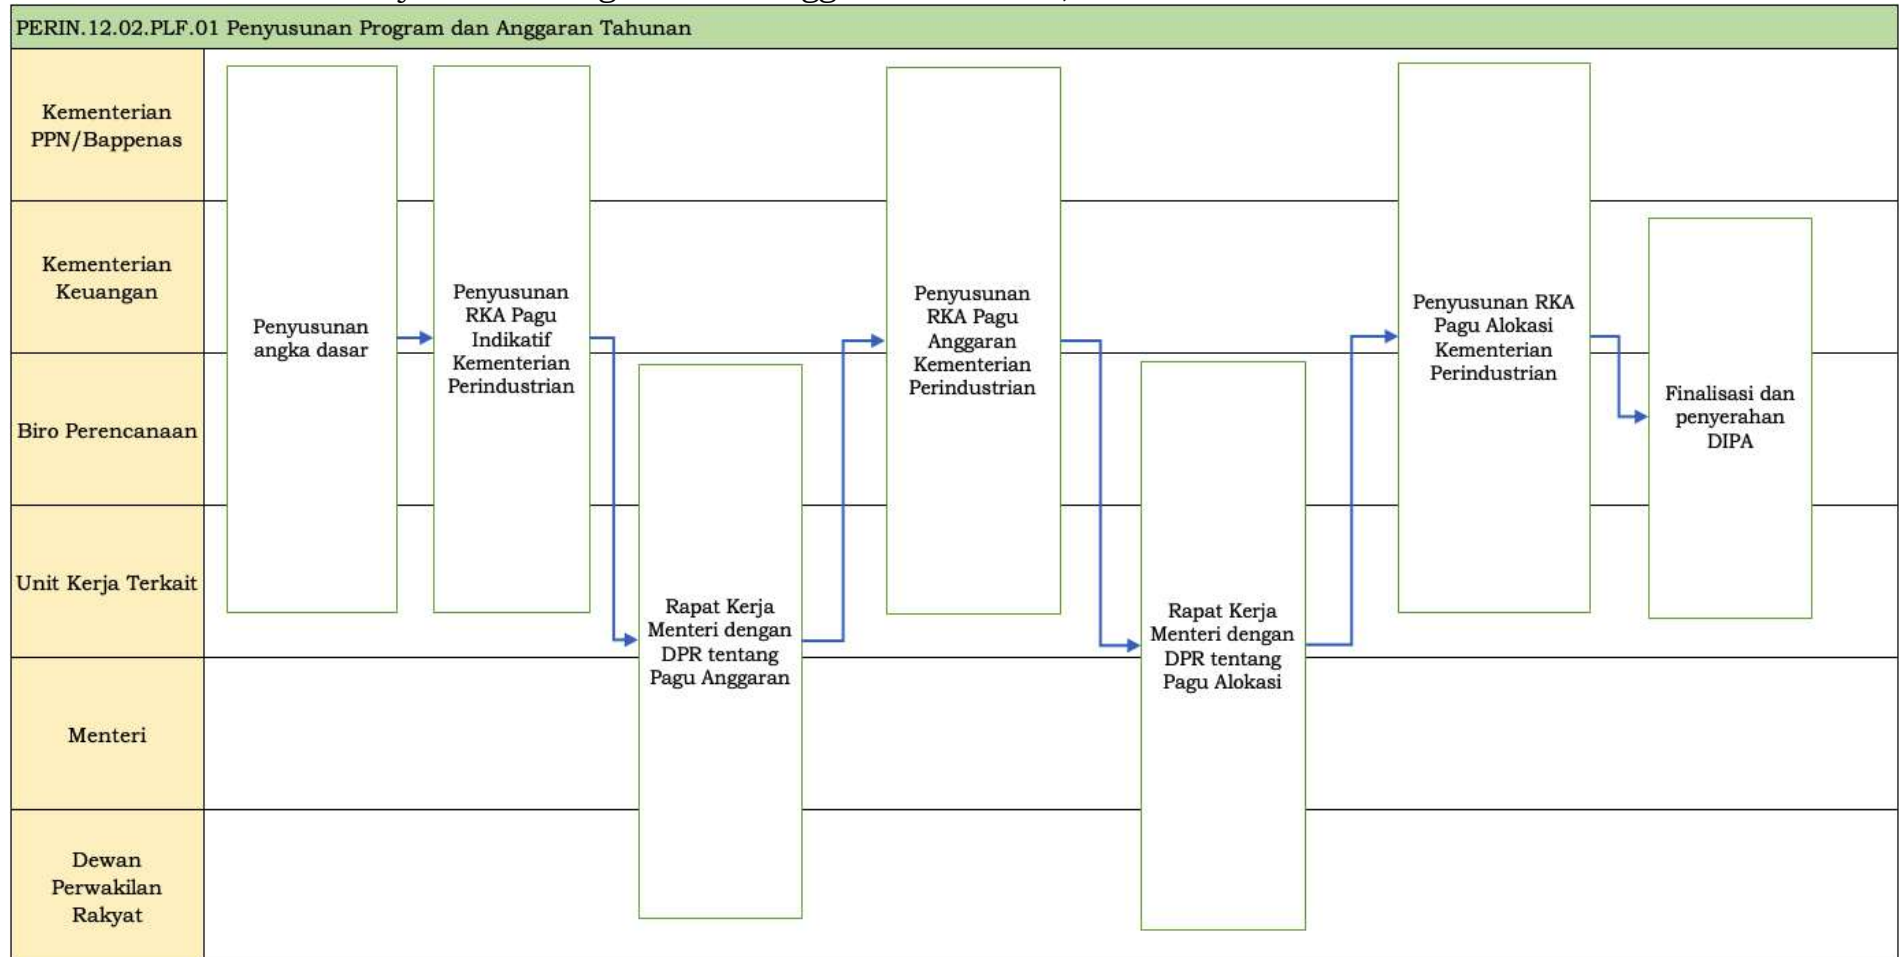 PERIN.12.02.PLF.01 Penyusunan Program dan Anggaran Tahunan
Kementerian
PPN/Bappenas
Kementerian
Keuangan
Biro Perencanaan
Unit Kerja Terkait
Menteri
Dewan
Perwakilan
Rakyat
Penyusunan
angka dasar
Penyusunan
RKA Pagu
Indikatif
Kementerian
Perindustrian
Rapat Kerja
Menteri dengan
DPR tentang
Pagu Anggaran
Penyusunan
RKA Pagu
Anggaran
Kementerian
Perindustrian
Rapat Kerja
Menteri dengan
DPR tentang
Pagu Alokasi
Penyusunan RKA
Pagu Alokasi
Kementerian
Perindustrian
Finalisasi dan
penyerahan
DIPA